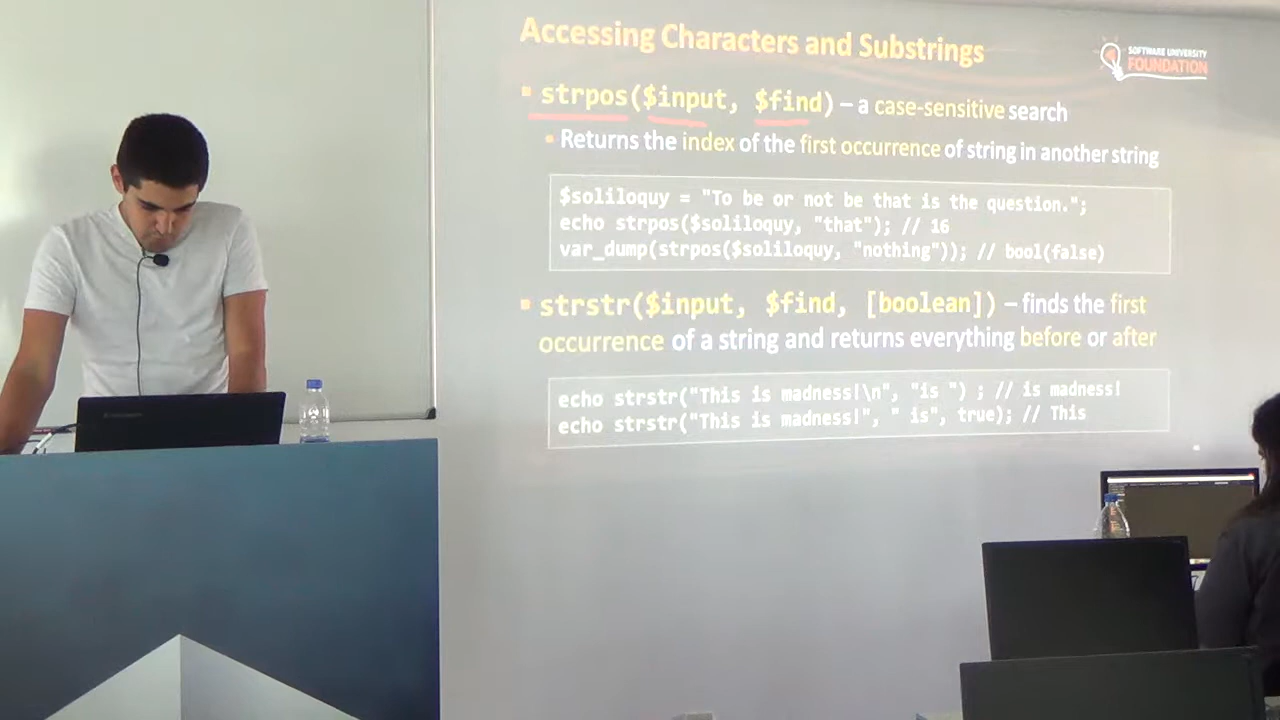 Accessing Characters and Substrings
SOFTWARE UNIVERSITY
FOUNDATION
strpos($input, $find) – a case-sensitive search
Returns the index of the first occurrence of string in another string
$soliloquy = "To be or not be that is the question.";
echo strpos($soliloquy, "that"); // 16
var_dump(strpos($soliloquy, "nothing")); // bool(false)
strstr($input, $find, [boolean]) – finds the first
occurrence of a string and returns everything before or after
echo strstr("This is madness!\n", "is ") ; // is madness!
echo strstr("This is madness!", " is", true); // This